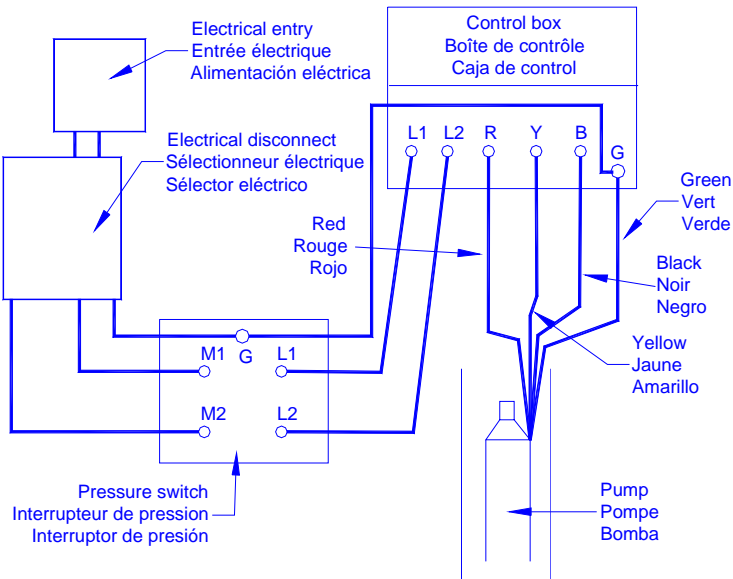 Electrical entry
Entrée électrique
Alimentación eléctrica
Control box
Boîte de contrôle
Caja de control
L1 L2 R Y B G
Electrical disconnect
Sélectionneur électrique
Sélector eléctrico
Red
Rouge
Rojo
Green
Vert
Verde
Black
Noir
Negro
Yellow
Jaune
Amarillo
M1 G L1
M2 L2
Pressure switch
Interrupteur de pression
Interruptor de presión
Pump
Pompe
Bomba